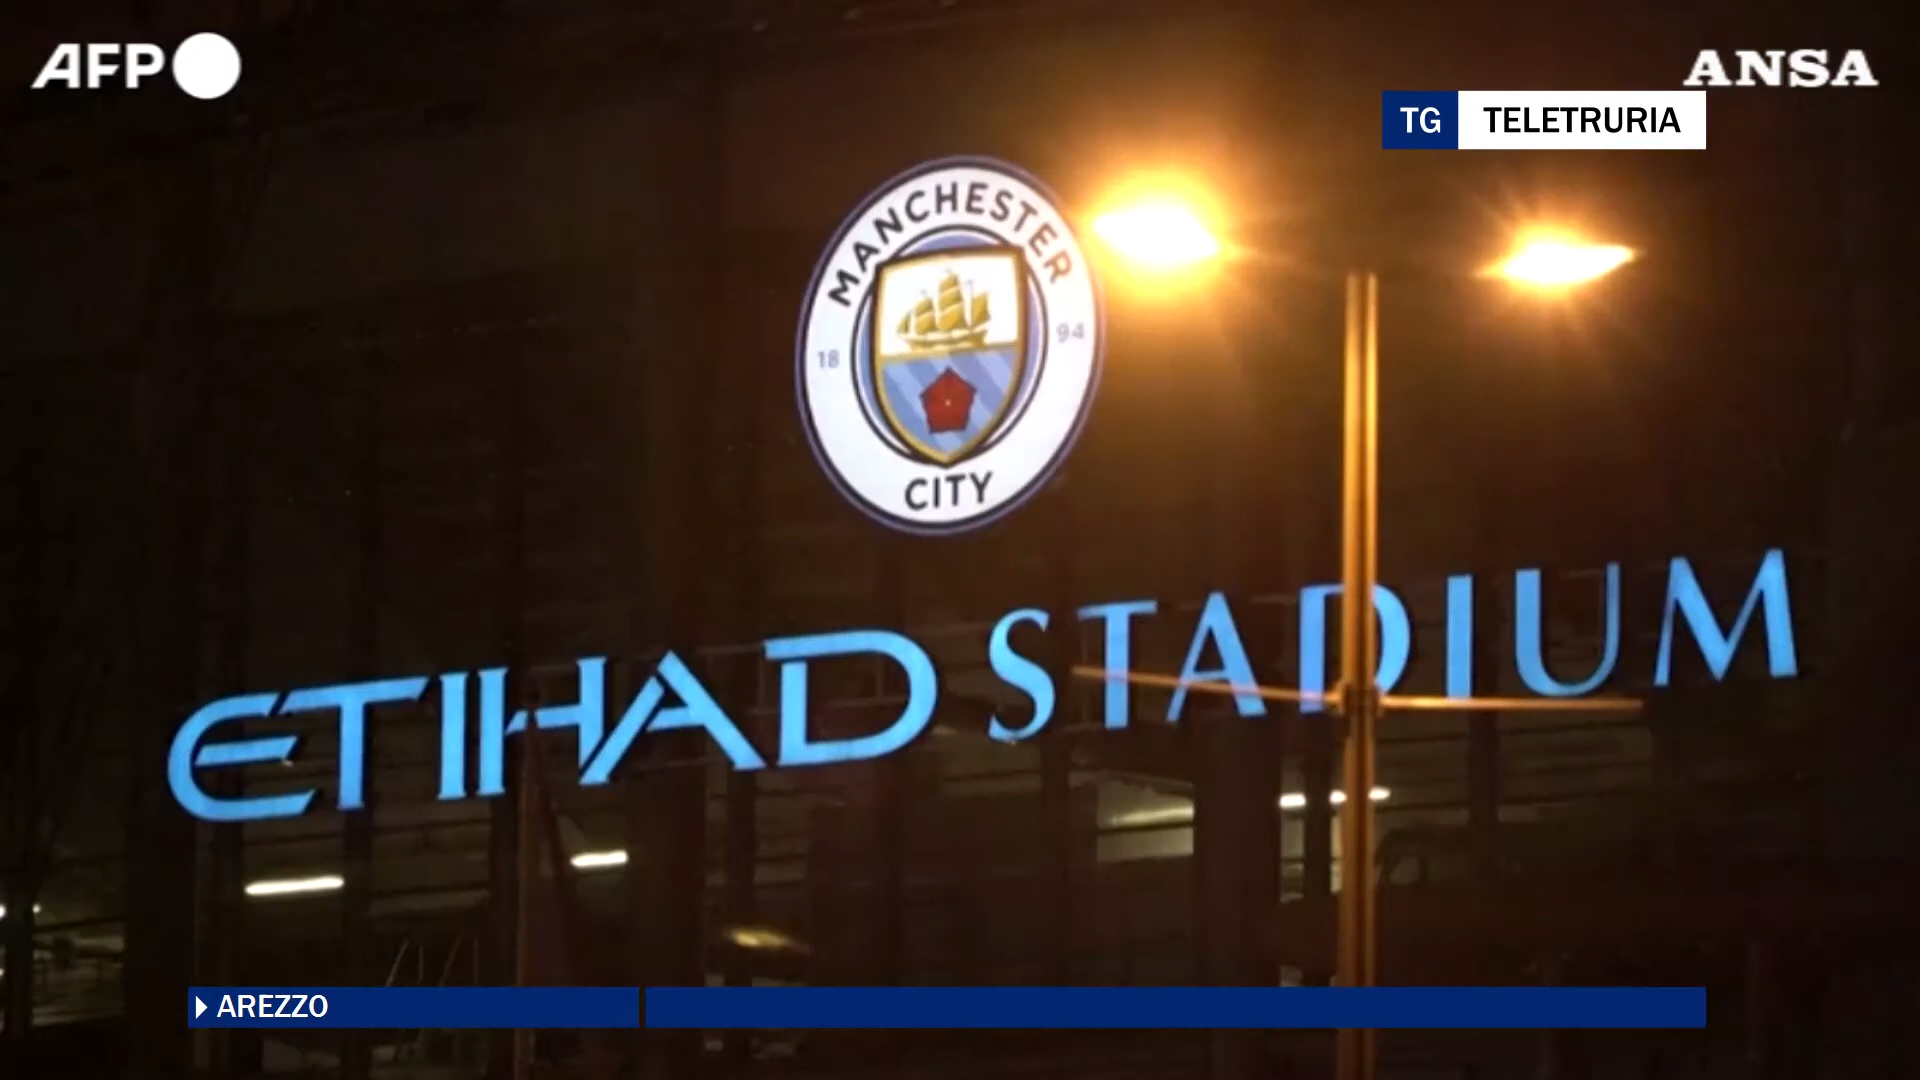 AFP
ANSA
TG TELETRURIA
MANCHESTER
18 94
CITY
ETIHAD STADIUM
AREZZO